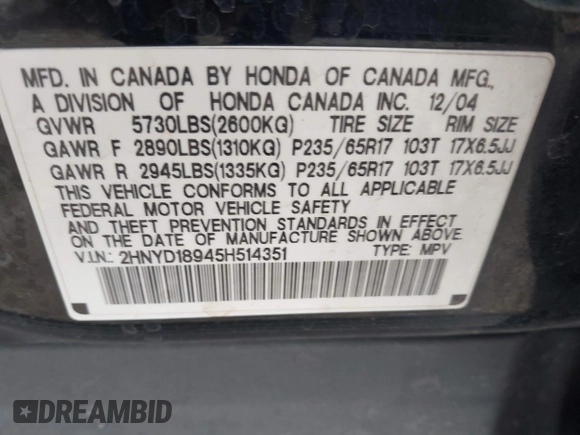 MFD. IN CANADA BY HONDA OF CANADA MFG.,
A DIVISION OF HONDA CANADA INC. 12/04
GVWR 5730LBS(2600KG) TIRE SIZE RIM SIZE
GAWR F 2890LBS(1310KG) P235/65R17 103T 17X6.5JJ
GAWR R 2945LBS(1335KG) P235/65R17 103T 17X6.5JJ
THIS VEHICLE CONFORMS TO ALL APPLICABLE
FEDERAL MOTOR VEHICLE SAFETY
AND THEFT PREVENTION STANDARDS IN EFFECT
ON THE DATE OF MANUFACTURE SHOWN ABOVE.
V.I.N.: 2HNYD18945H514351 TYPE: MPV
DREAMBID